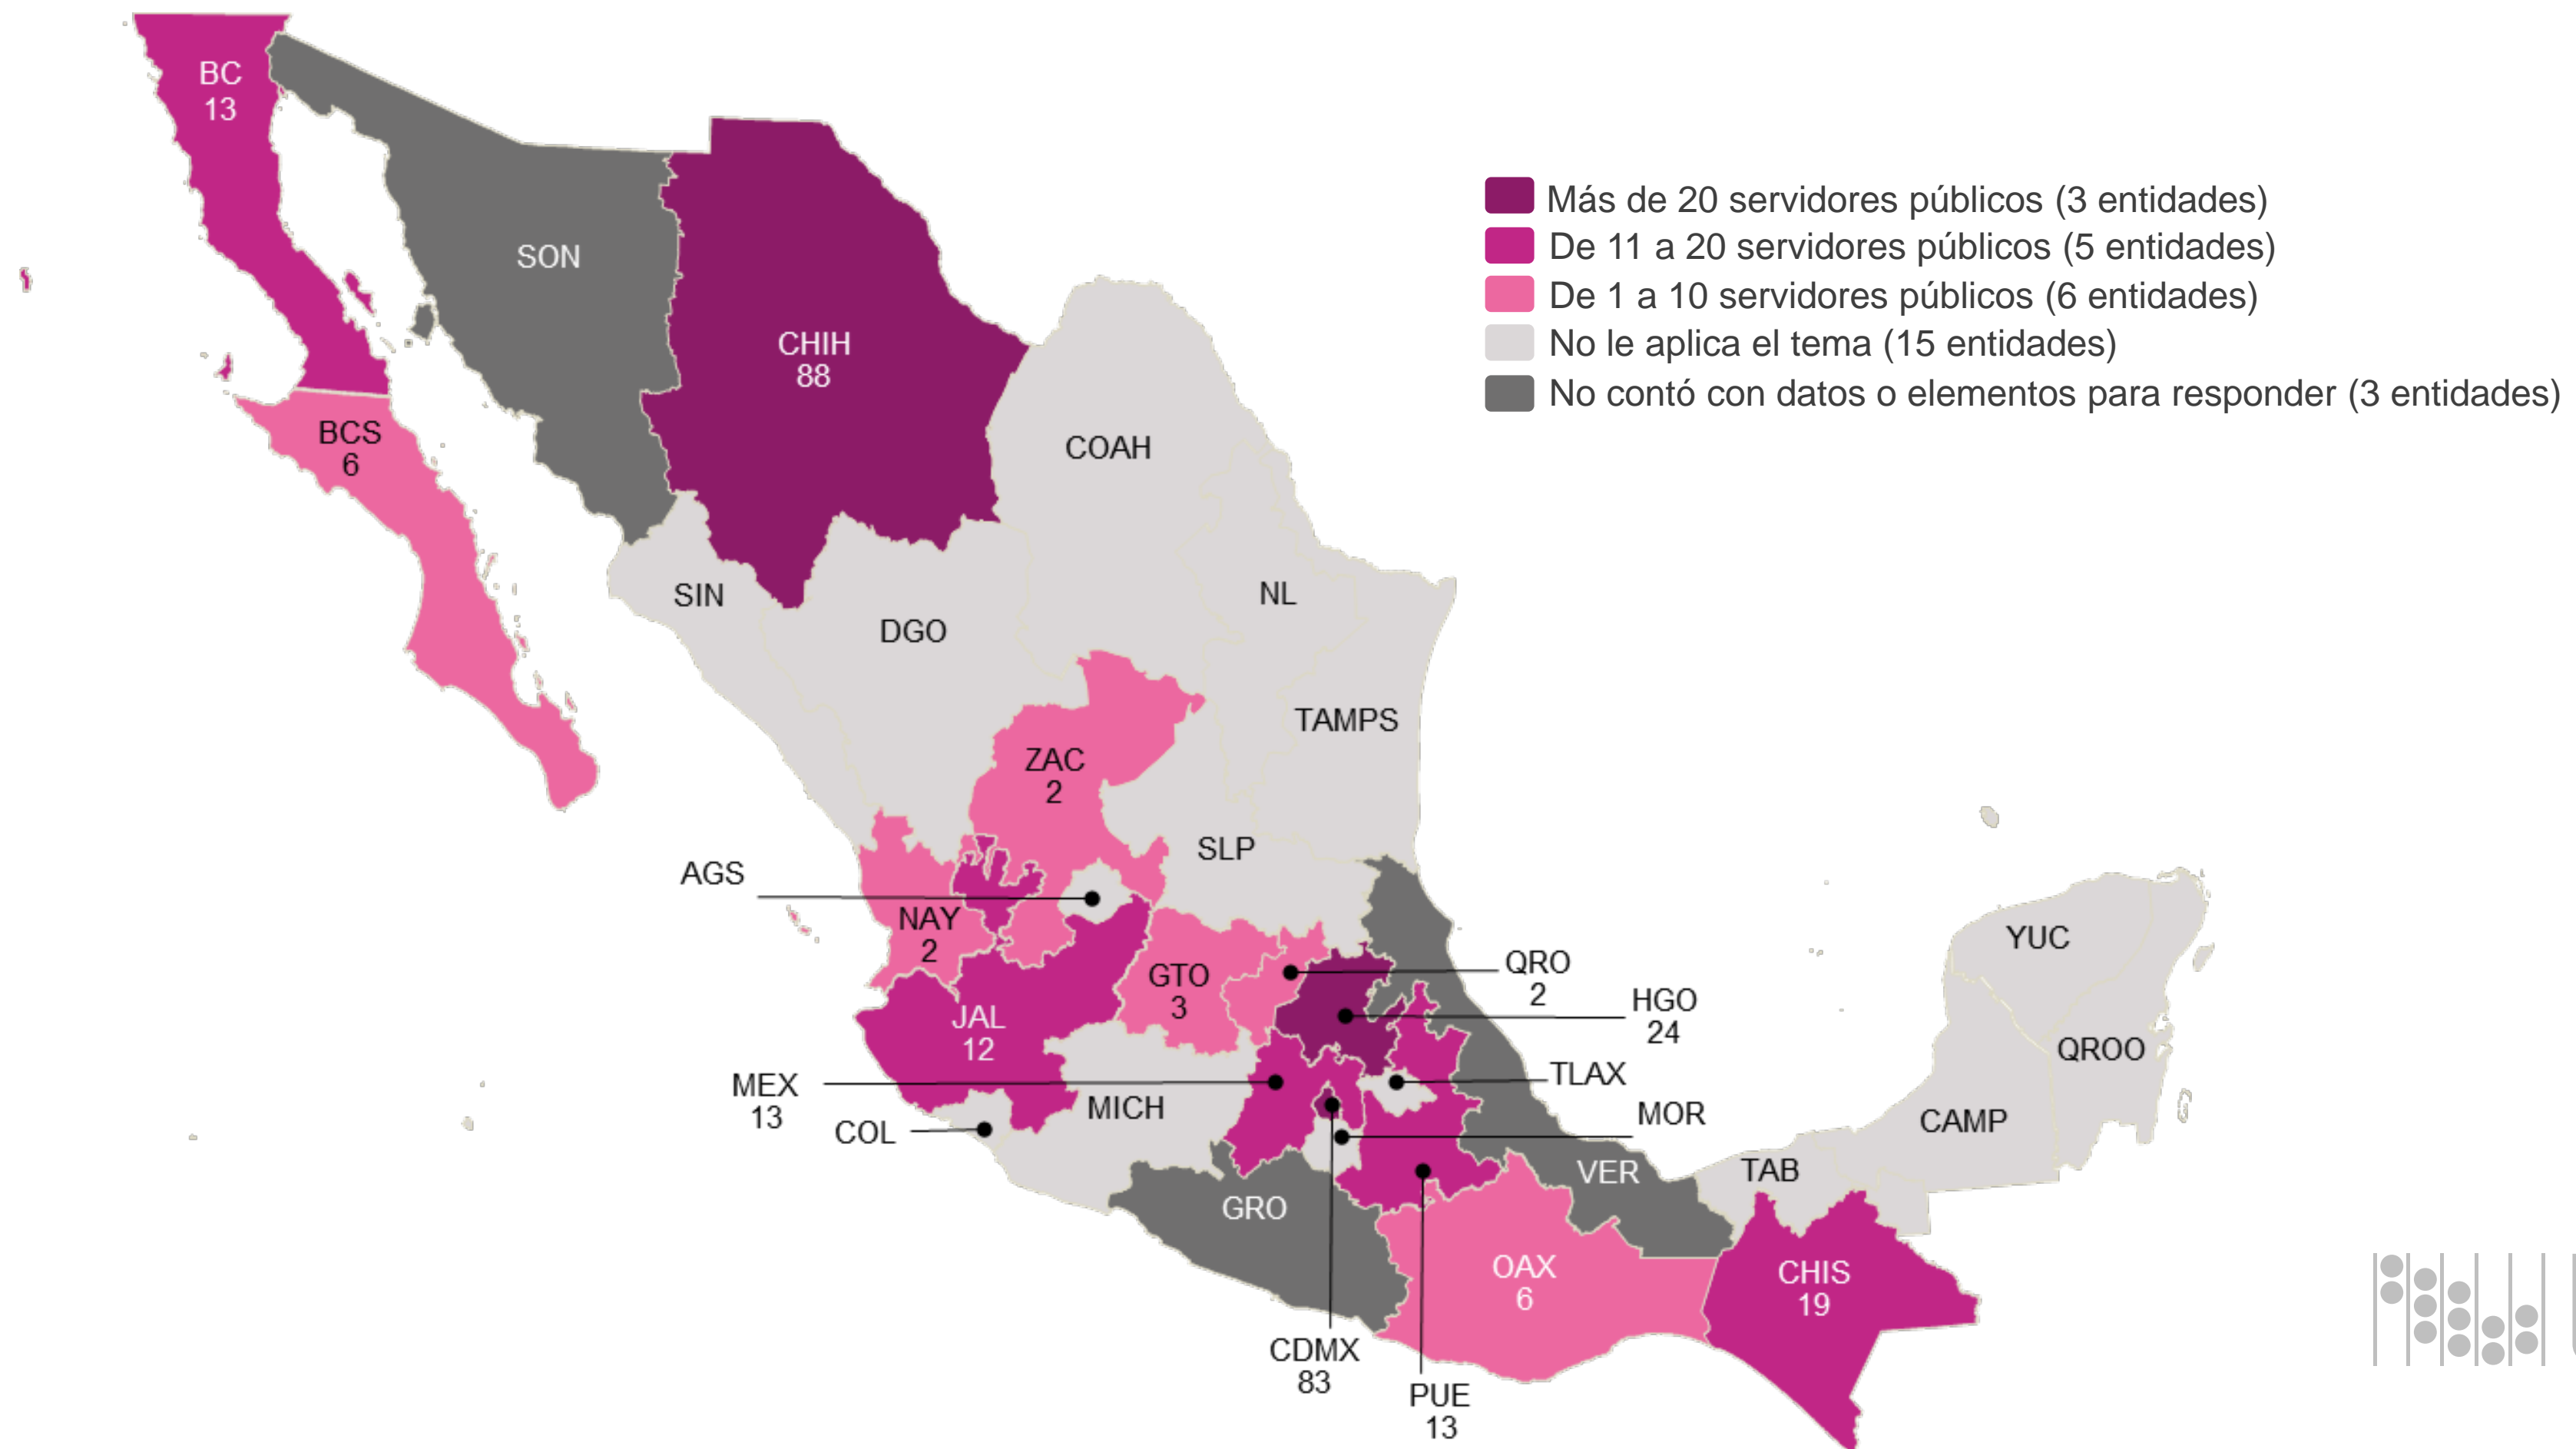 BC
13
SON
CHIH
88
BCS
6
COAH
SIN
DGO
NL
TAMPS
ZAC
2
SLP
AGS
NAY
2
GTO
3
QRO
2
HGO
24
JAL
12
MEX
13
COL
MICH
TLAX
MOR
GRO
VER
OAX
6
CDMX
83
PUE
13
TAB
CHIS
19
CAMP
YUC
QROO
Más de 20 servidores públicos (3 entidades)
De 11 a 20 servidores públicos (5 entidades)
De 1 a 10 servidores públicos (6 entidades)
No le aplica el tema (15 entidades)
No contó con datos o elementos para responder (3 entidades)